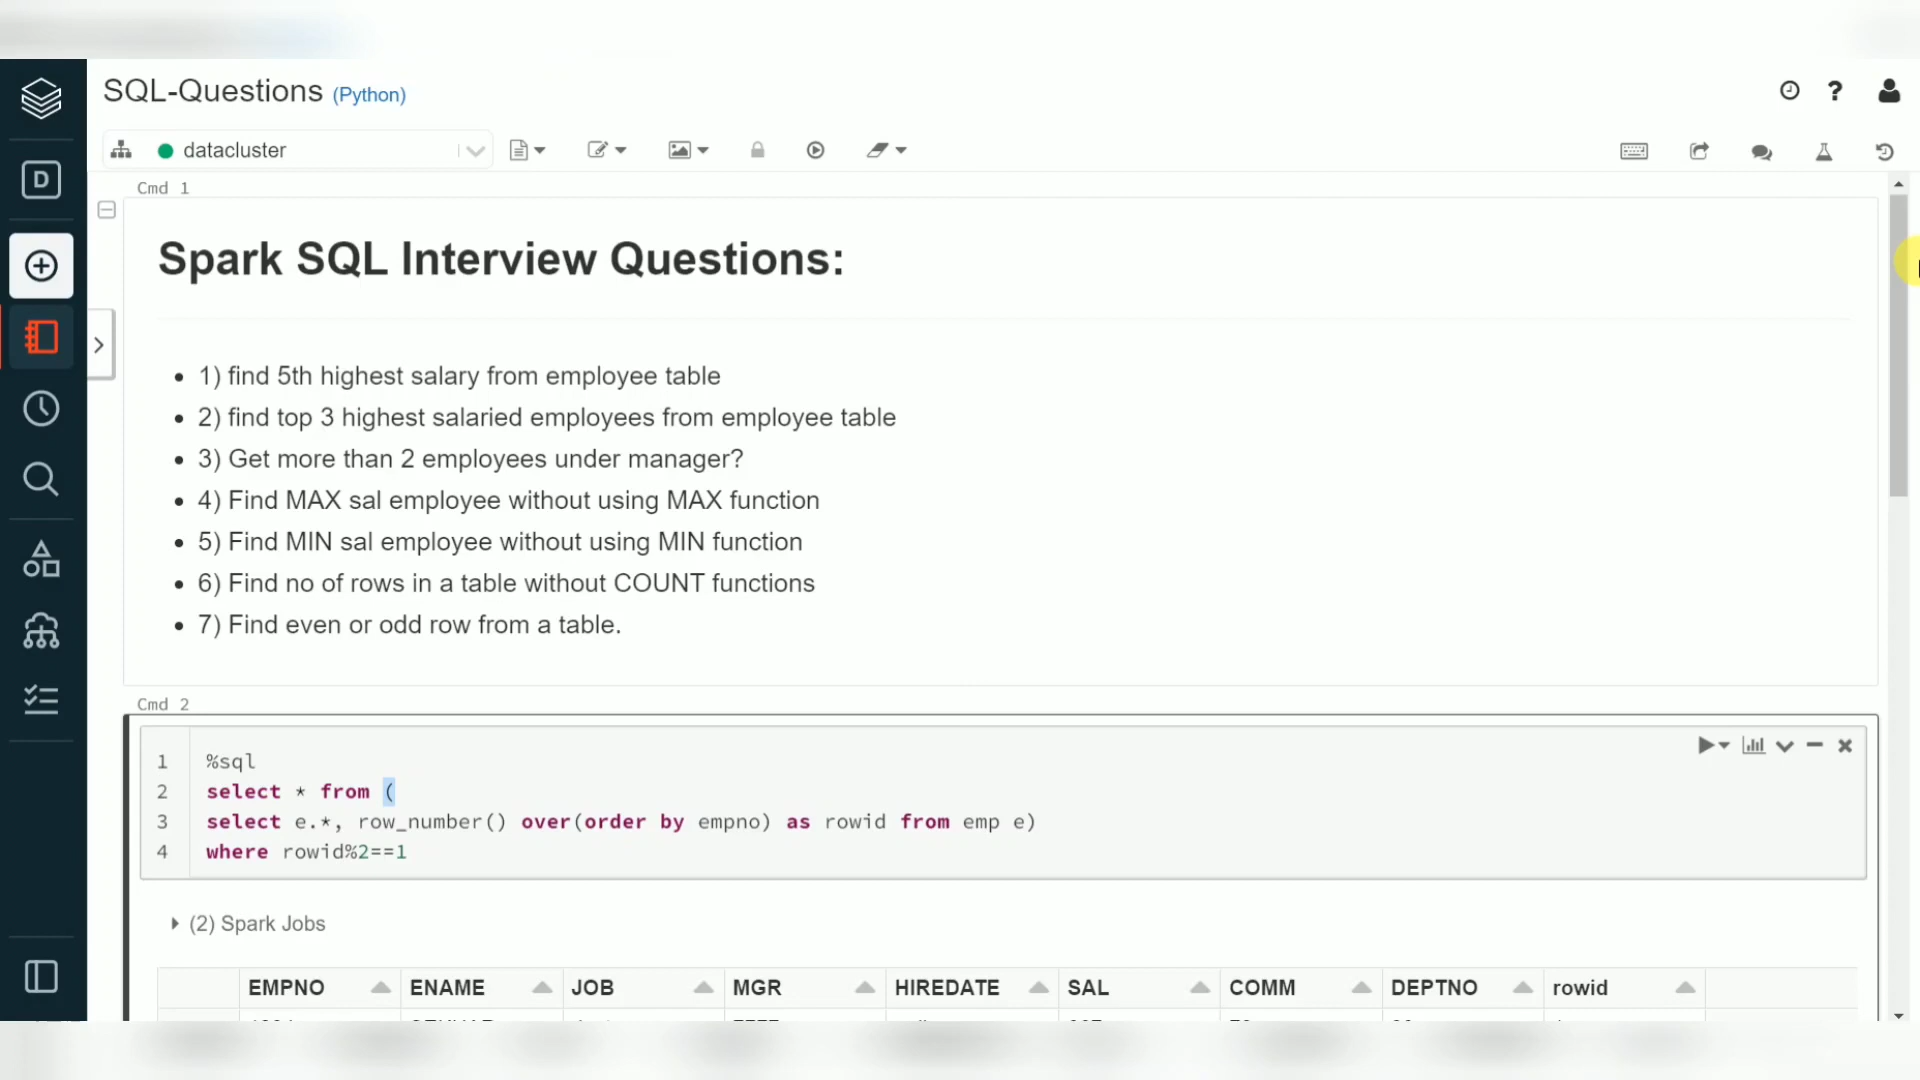 SQL-Questions (Python)
datacluster
Cmd 1
Spark SQL Interview Questions:
D
1) find 5th highest salary from employee table
2) find top 3 highest salaried employees from employee table
3) Get more than 2 employees under manager?
4) Find MAX sal employee without using MAX function
5) Find MIN sal employee without using MIN function
6) Find no of rows in a table without COUNT functions
7) Find even or odd row from a table.
Cmd 2
1 %sql
2 select * from (
3 select e.*, row_number() over(order by empno) as rowid from emp e)
4 where rowid%2==1
(2) Spark Jobs
EMPNO ENAME JOB MGR HIREDATE SAL COMM DEPTNO rowid